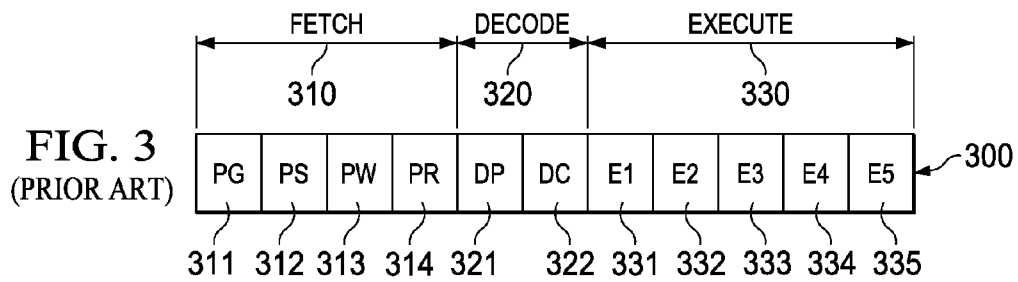 FETCH DECODE EXECUTE
310 320 330
FIG. 3
(PRIOR ART)
PG PS PW PR DP DC E1 E2 E3 E4 E5
300
311 312 313 314 321 322 331 332 333 334 335